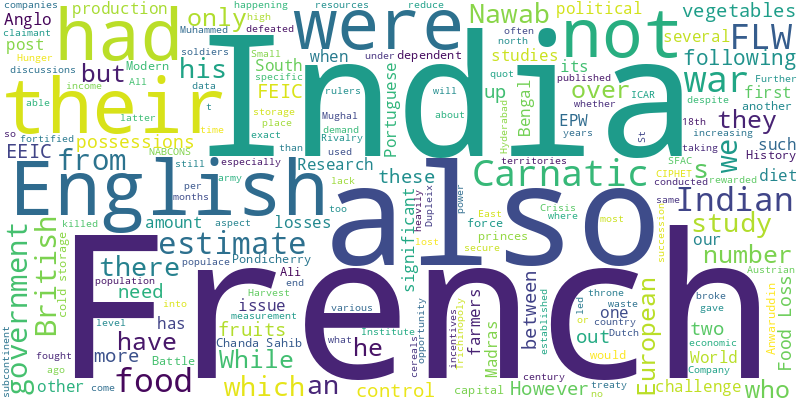 companies
production
happening
resources
reduce
Nawab
political
vegetables
Anglo
claimant
Hunger
post
had
only
Muhammed
high
defeated
India
were
often
north
not
several
FLW
discussions
Modern
All
but
his
soldiers
Small
South
when
under
dependent
studies
its
following
income
able
data
specific
quot
rulers
will
published
Further
whether
ICAR
despite
another
their
latter
t
FEIC
storage
place
Mughal
demand
about
Portuguese
up
Bengal
Hyderabad
over
war
first
18th
increasing
so
fortified
time
exact
Rivalry
EPW
years
St
they
taking
such
History
EEIC
from
possessions
NABCONS
still
especially
than
used
Research
these
territories
SFAC
CIPHET
conducted
we
rewarded
diet
English
per
months
army
aspect
lack
too
also
Carnatic
s
Indian
same
amount
losses
killed
populace
Pondicherry
significant
heavily
Dupleix
power
lost
East
force
princes
secure
Crisis
where
most
succession
study
our
number
government
British
cold storage
there
estimate
population
need
issue
Ali
end
French
between
European
Austrian
Food Loss
Anwaruddin
subcontinent
level
into
Harvest
measurement
various
fruits
has
have
Institute
what
cereals
opportunity
incentives
Trichinopoly
farmers
Madras
established
throne
led
or
waste
country
Dutch
one
out
broke
gave
two
economic
World
Company
more
fought
ago
Battle
Chanda Sahib
While
he
would
other
come
food
which
an
control
capital
century
However
treaty
no
challenge
who